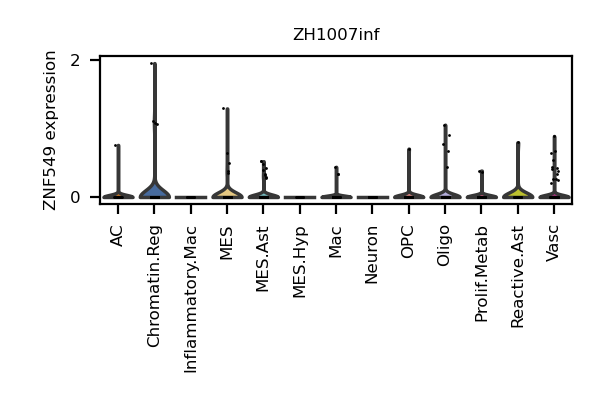 ZH1007inf
ZNF549 expression
2
0
AC
Chromatin.Reg
Inflammatory.Mac
MES
MES.Ast
MES.Hyp
Mac
Neuron
OPC
Oligo
Prolif.Metab
Reactive.Ast
Vasc